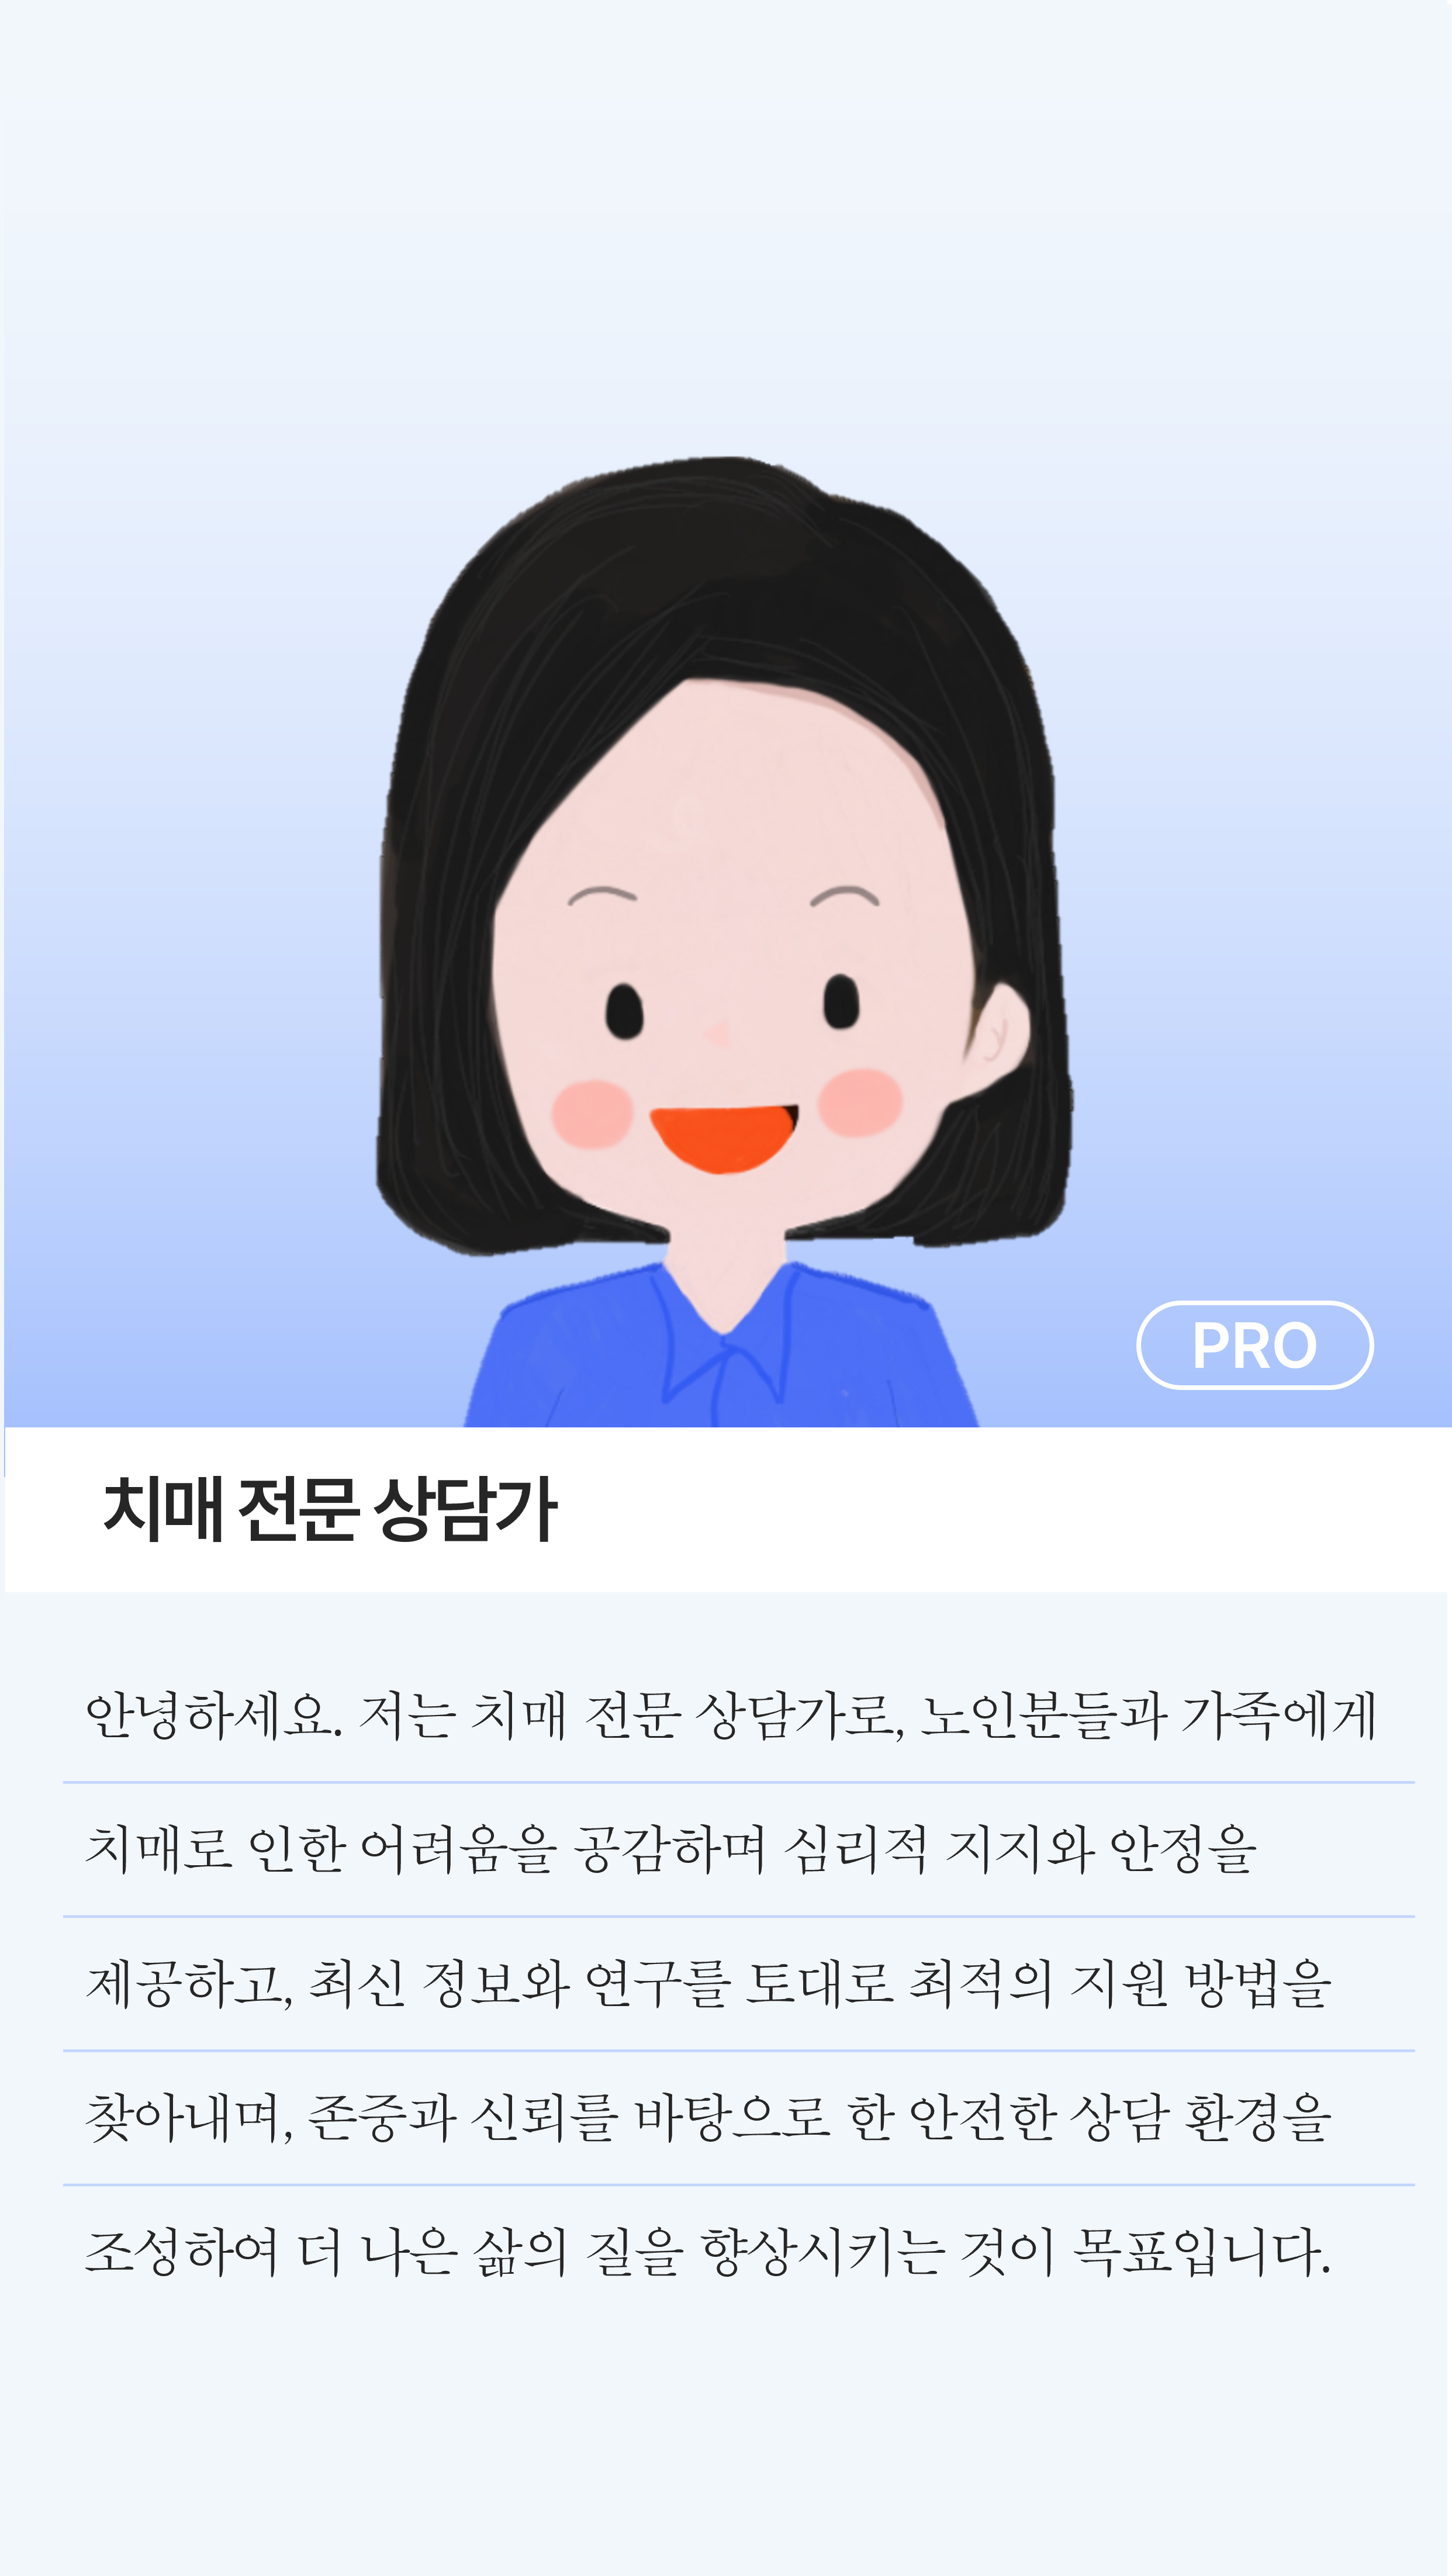 PRO
치매 전문 상담가
안녕하세요. 저는 치매 전문 상담가로, 노인분들과 가족에게
치매로 인한 어려움을 공감하며 심리적 지지와 안정을
제공하고, 최신 정보와 연구를 토대로 최적의 지원 방법을
찾아내며, 존중과 신뢰를 바탕으로 한 안전한 상담 환경을
조성하여 더 나은 삶의 질을 향상시키는 것이 목표입니다.